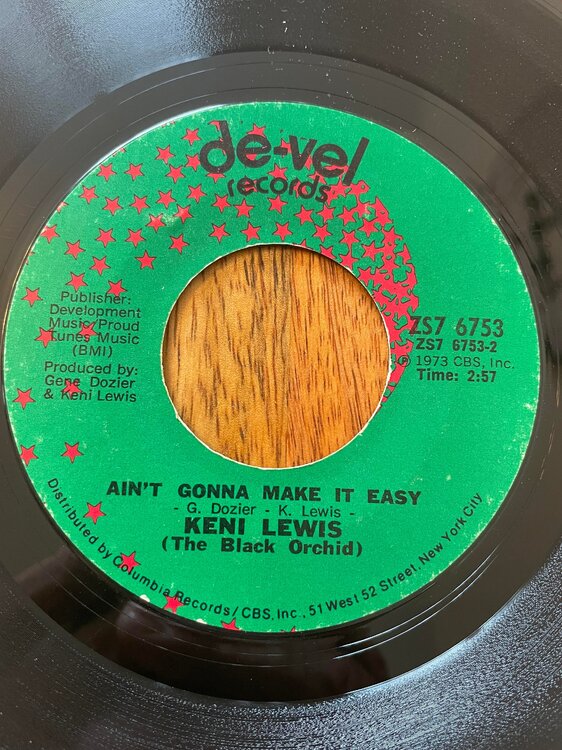 de-vel
records
Publisher:
Development
Music/Proud
Tunes Music
(BMI)
Produced by:
Gene Dozier
& Keni Lewis
ZS7 6753
ZS7 6753-2
℗ 1973 CBS, Inc.
Time: 2:57
AIN'T GONNA MAKE IT EASY
- G. Dozier - K. Lewis -
KENI LEWIS
(The Black Orchid)
Distributed by Columbia Records/CBS, Inc., 51 West 52 Street, New York City